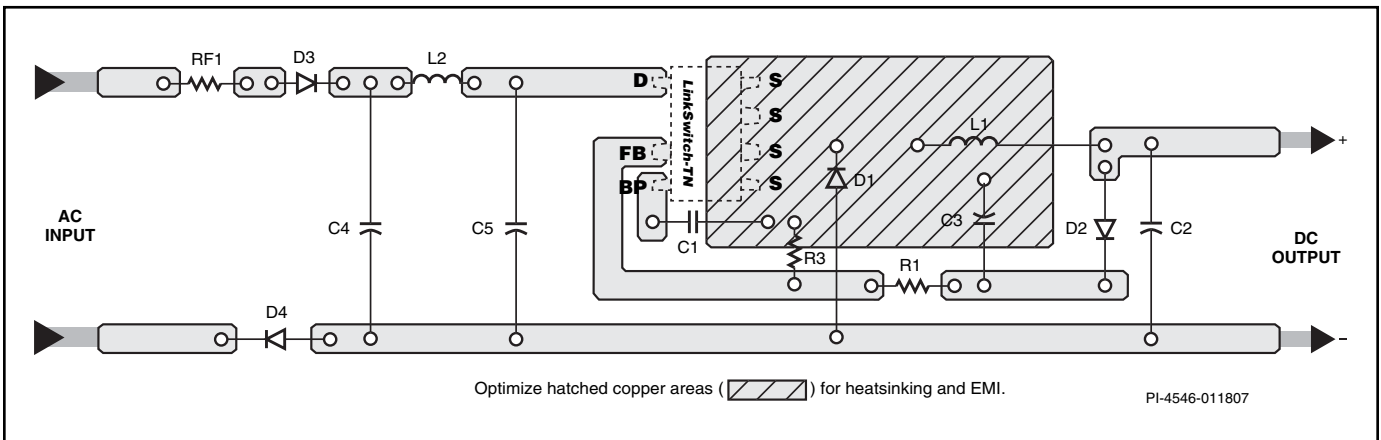 RF1
D3
L2
D
S
LinkSwitch-TN
S
L1
+
FB
S
BP
S
D1
AC
INPUT
C4
C5
C1
R3
C3
D2
C2
DC
OUTPUT
R1
D4
–
Optimize hatched copper areas ( ) for heatsinking and EMI.
PI-4546-011807